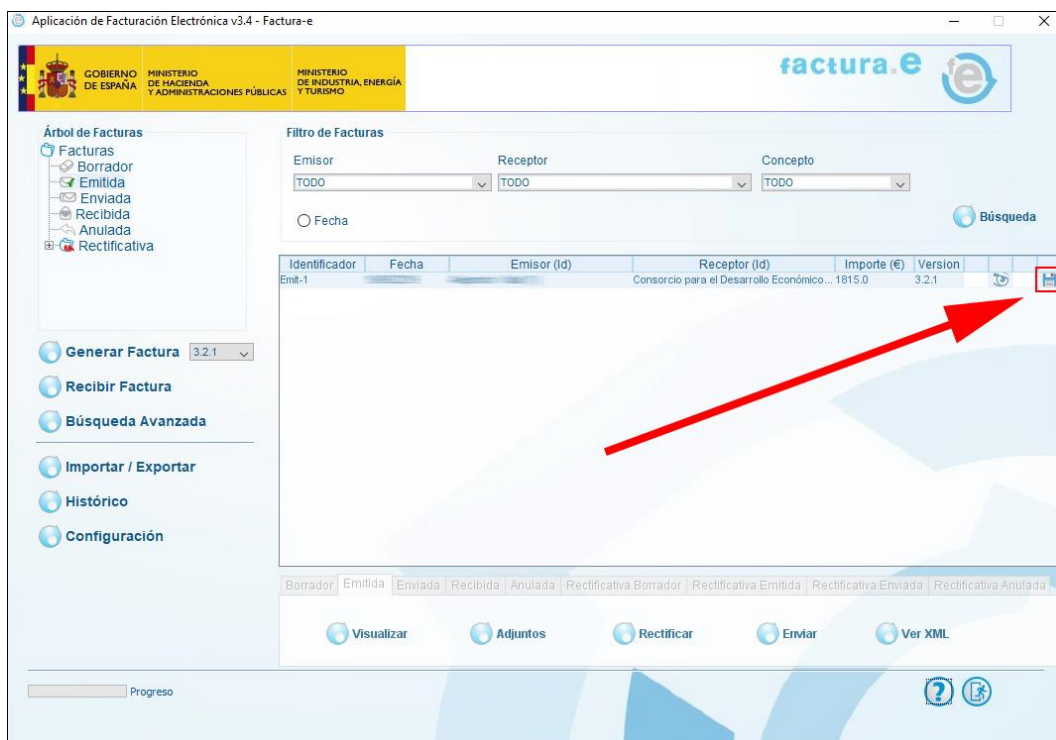 Aplicación de Facturación Electrónica v3.4 - Factura-e
GOBIERNO
DE ESPAÑA
MINISTERIO
DE HACIENDA
Y ADMINISTRACIONES PÚBLICAS
MINISTERIO
DE INDUSTRIA, ENERGÍA
Y TURISMO
factura.e
Árbol de Facturas
Facturas
Borrador
Emitida
Enviada
Recibida
Anulada
Rectificativa
Filtro de Facturas
Emisor Receptor Concepto
TODO TODO TODO
Fecha
Búsqueda
Identificador Fecha Emisor (Id) Receptor (Id) Importe (€) Version
Emit-1 Consorcio para el Desarrollo Económico... 1815.0 3.2.1
Generar Factura 3.2.1
Recibir Factura
Búsqueda Avanzada
Importar / Exportar
Histórico
Configuración
Borrador Emitida Enviada Recibida Anulada Rectificativa Borrador Rectificativa Emitida Rectificativa Enviada Rectificativa Anulada
Visualizar Adjuntos Rectificar Enviar Ver XML
Progreso
?